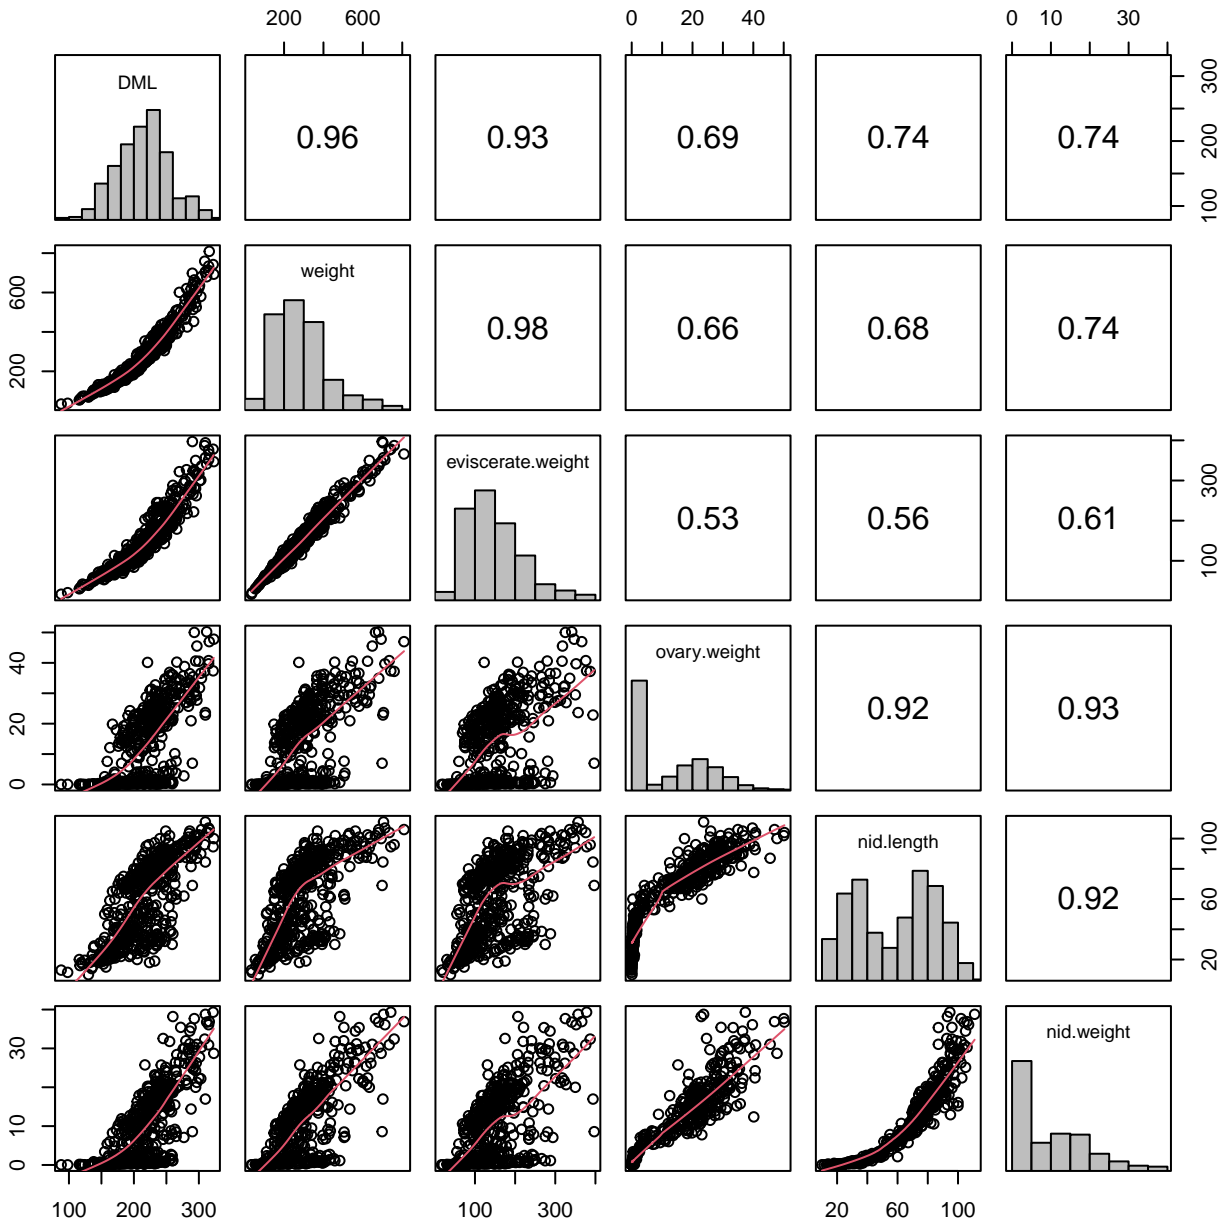 200 600 0 20 40 0 10 30
DML 0.96 0.93 0.69 0.74 0.74 100 200 300
200 600 weight 0.98 0.66 0.68 0.74
eviscerate.weight 0.53 0.56 0.61 100 300
0 20 40 ovary.weight 0.92 0.93
nid.length 0.92 20 60 100
0 10 30 nid.weight
100 200 300 100 300 20 60 100